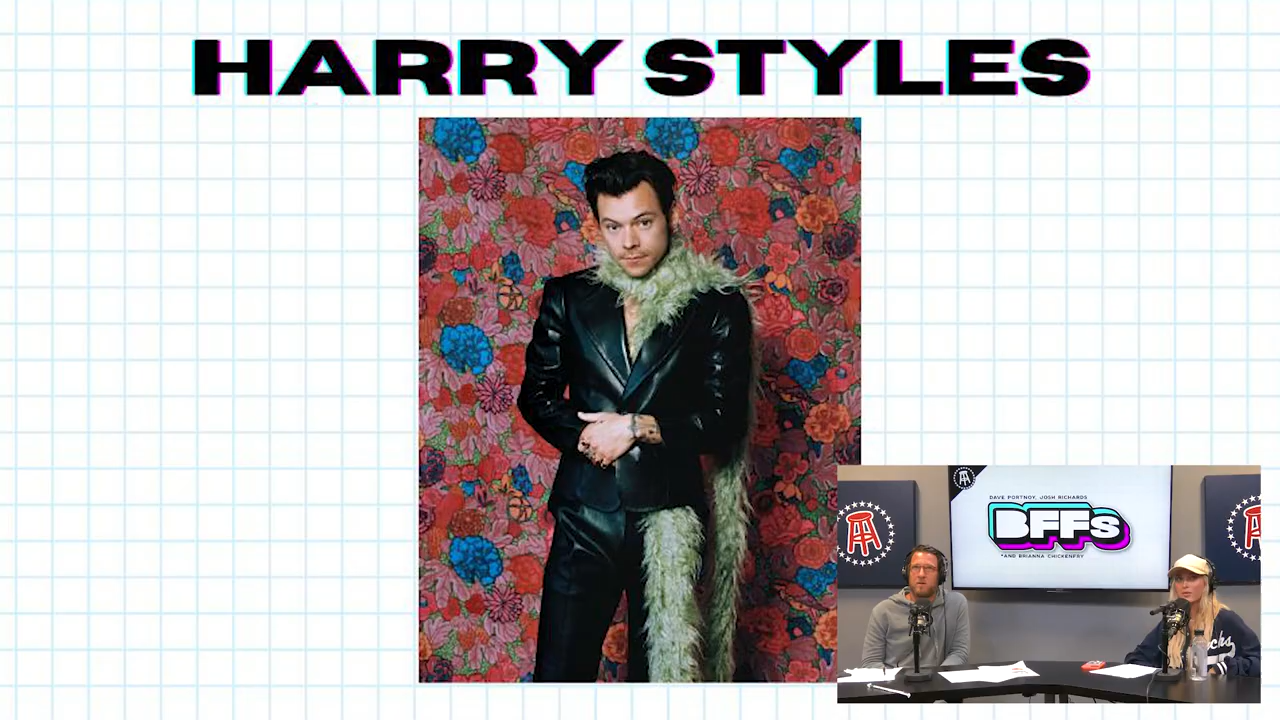 HARRY STYLES
DAVE PORTNOY, JOSH RICHARDS
BFFs
*AND BRIANNA CHICKENFRY